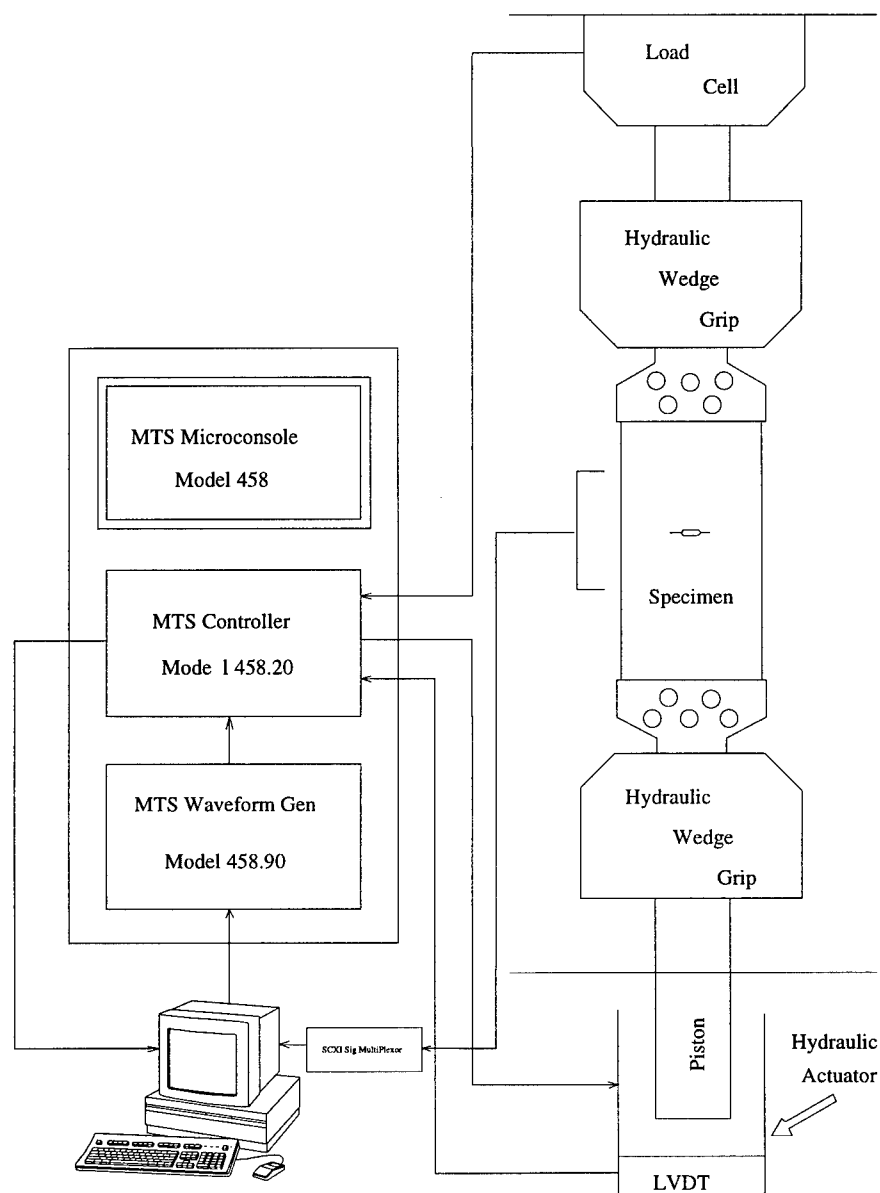 Load
Cell
Hydraulic
Wedge
Grip
MTS Microconsole
Model 458
Specimen
MTS Controller
Mode l 458.20
MTS Waveform Gen
Model 458.90
Hydraulic
Wedge
Grip
SCXI Sig MultiPlexor
Piston
Hydraulic
Actuator
LVDT